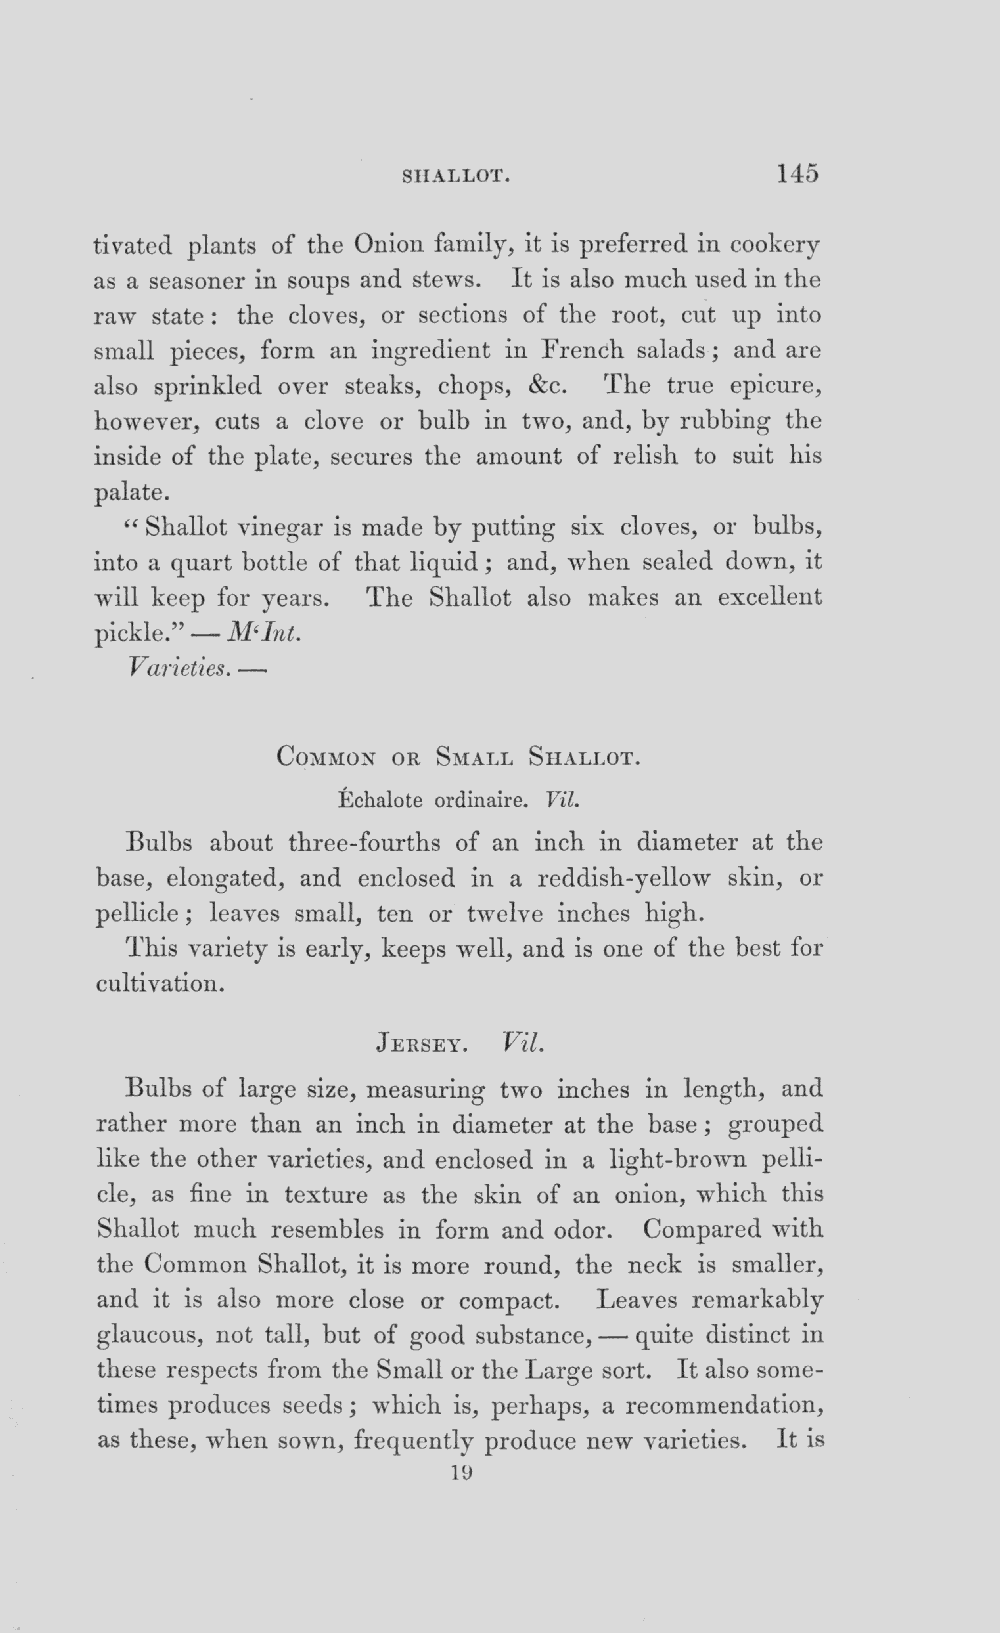 SHALLOT. 145
tivated plants of the Onion family, it is preferred in cookery
as a seasoner in soups and stews. It is also much used in the
raw state: the cloves, or sections of the root, cut up into
small pieces, form an ingredient in French salads; and are
also sprinkled over steaks, chops, &c. The true epicure,
however, cuts a clove or bulb in two, and, by rubbing the
inside of the plate, secures the amount of relish to suit his
palate.
“Shallot vinegar is made by putting six cloves, or bulbs,
into a quart bottle of that liquid; and, when sealed down, it
will keep for years. The Shallot also makes an excellent
pickle.” — M‘Int.
Varieties. —
COMMON OR SMALL SHALLOT.
Échalote ordinaire. Vil.
Bulbs about three-fourths of an inch in diameter at the
base, elongated, and enclosed in a reddish-yellow skin, or
pellicle; leaves small, ten or twelve inches high.
This variety is early, keeps well, and is one of the best for
cultivation.
JERSEY. Vil.
Bulbs of large size, measuring two inches in length, and
rather more than an inch in diameter at the base; grouped
like the other varieties, and enclosed in a light-brown pelli-
cle, as fine in texture as the skin of an onion, which this
Shallot much resembles in form and odor. Compared with
the Common Shallot, it is more round, the neck is smaller,
and it is also more close or compact. Leaves remarkably
glaucous, not tall, but of good substance, — quite distinct in
these respects from the Small or the Large sort. It also some-
times produces seeds; which is, perhaps, a recommendation,
as these, when sown, frequently produce new varieties. It is
19